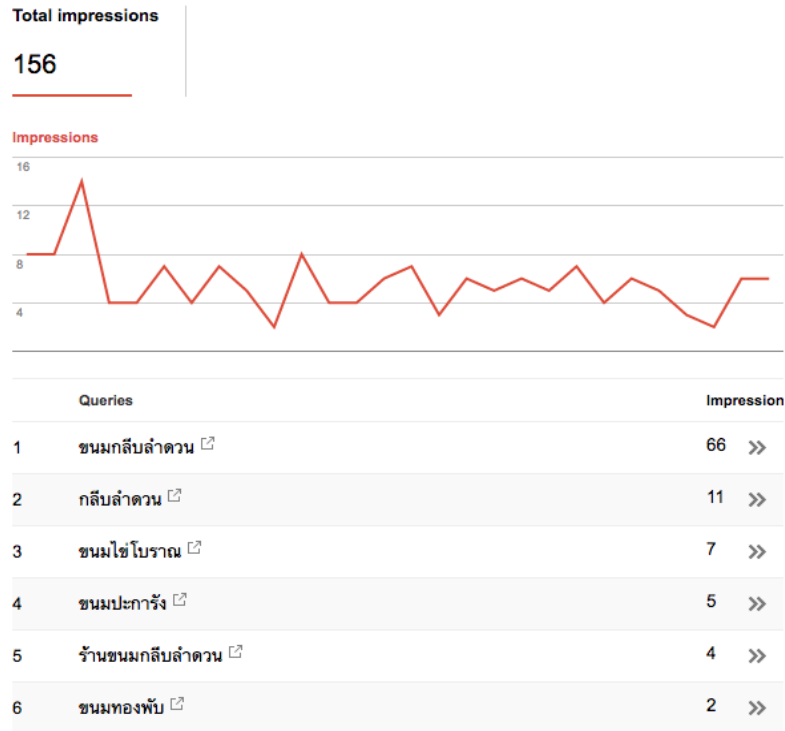 Total impressions
156
Impressions
16
12
8
4
Queries Impression
1 ขนมกลีบลำดวน 66
2 กลีบลำดวน 11
3 ขนมไข่โบราณ 7
4 ขนมปะการัง 5
5 ร้านขนมกลีบลำดวน 4
6 ขนมทองพับ 2